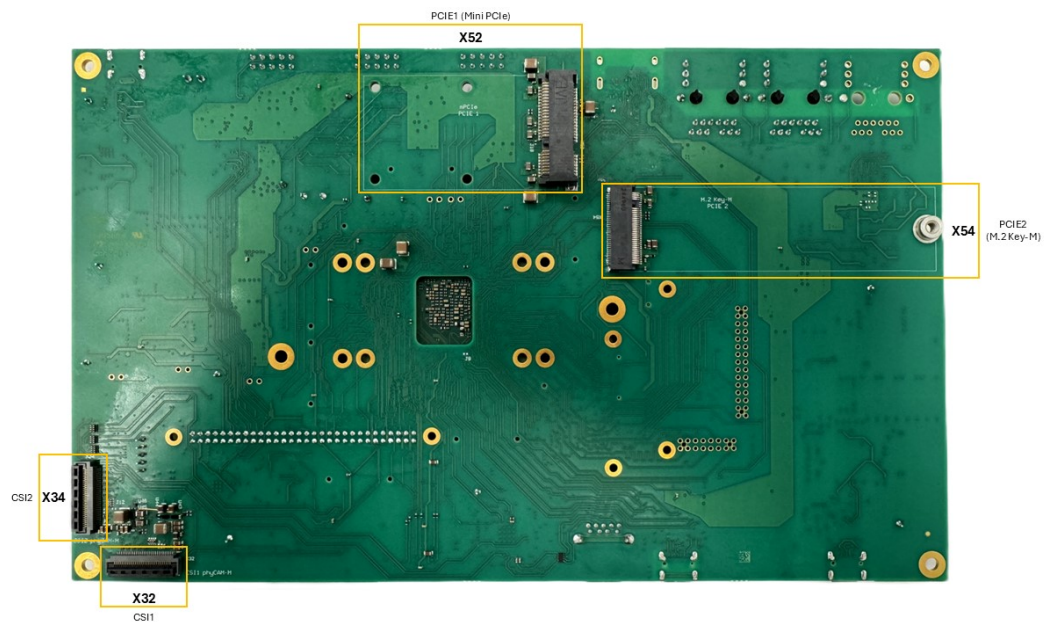 PCIE1 (Mini PCIe)
X52
mPCIe
PCIE 1
M.2 Key-M
PCIE 2
X54
PCIE2
(M.2 Key-M)
CSI2
X34
CSI1 phyCAM-M
X32
CSI1